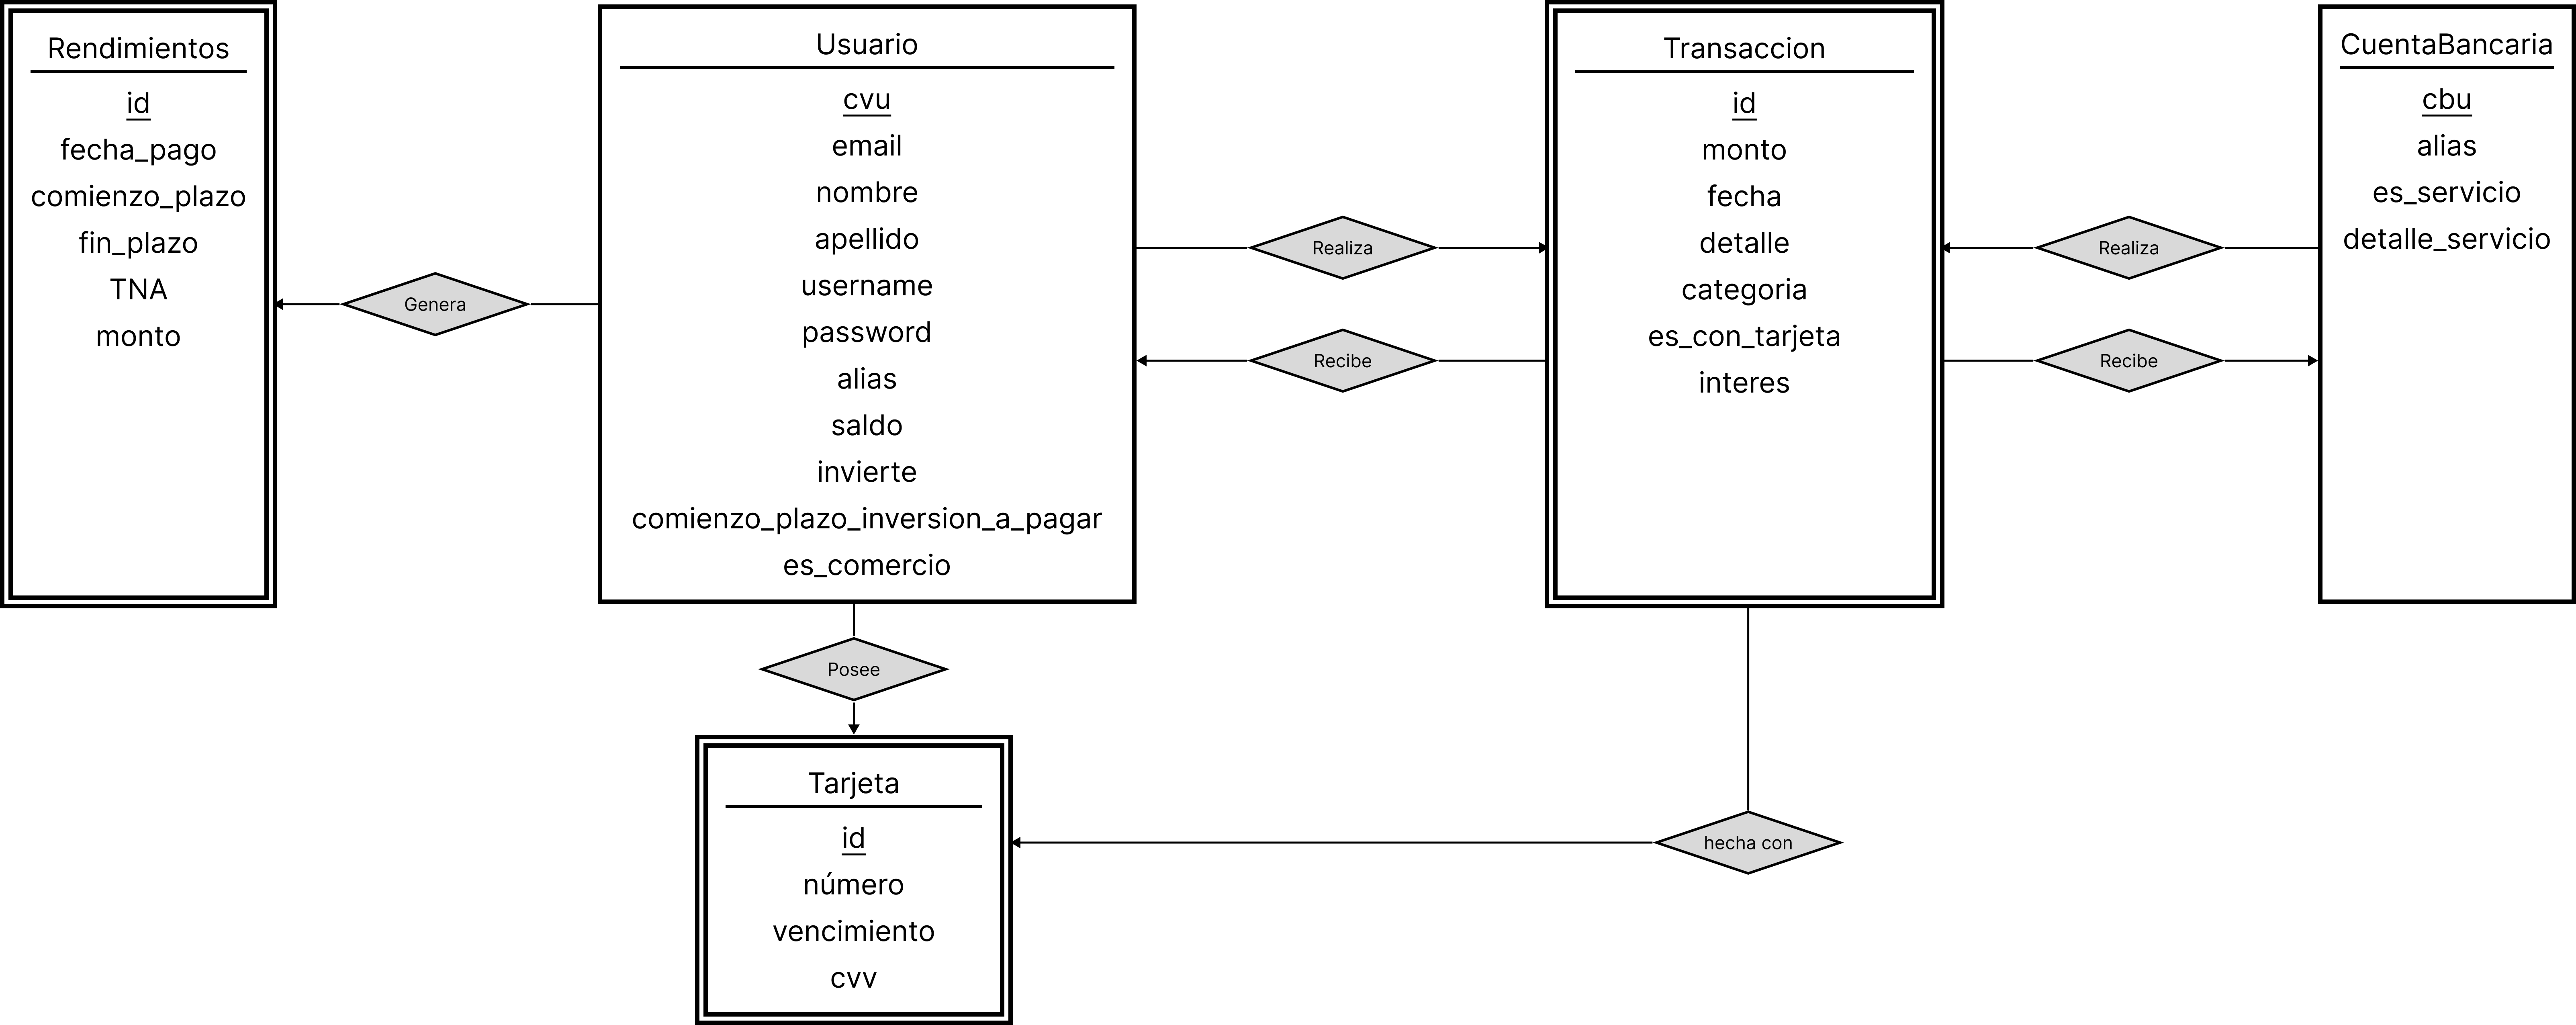 Rendimientos
id
fecha_pago
comienzo_plazo
fin_plazo
TNA
monto
Genera
Usuario
cvu
email
nombre
apellido
username
password
alias
saldo
invierte
comienzo_plazo_inversion_a_pagar
es_comercio
Realiza
Recibe
Transaccion
id
monto
fecha
detalle
categoria
es_con_tarjeta
interes
Realiza
Recibe
CuentaBancaria
cbu
alias
es_servicio
detalle_servicio
Posee
Tarjeta
id
número
vencimiento
cvv
hecha con